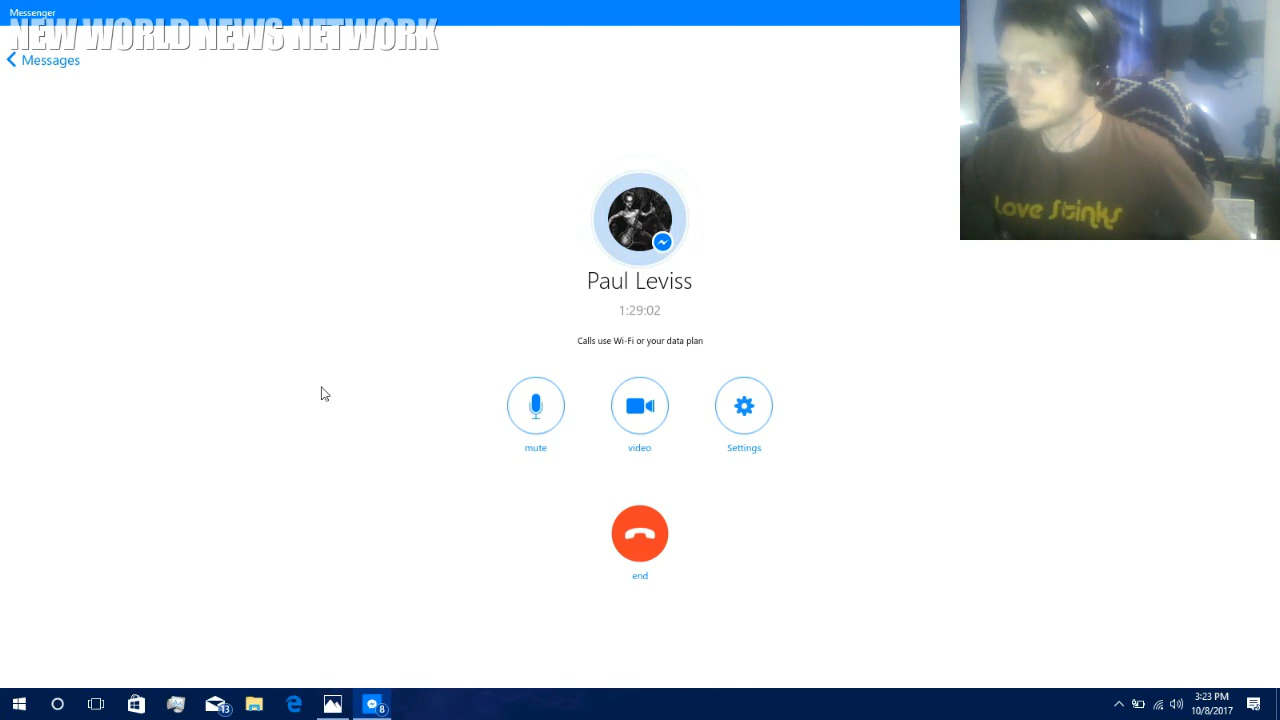 Messenger
NEW WORLD NEWS NETWORK
Messages
Love Stinks
Paul Leviss
1:29:02
Calls use Wi-Fi or your data plan
mute
video
Settings
end
13
8
3:23 PM
10/8/2017